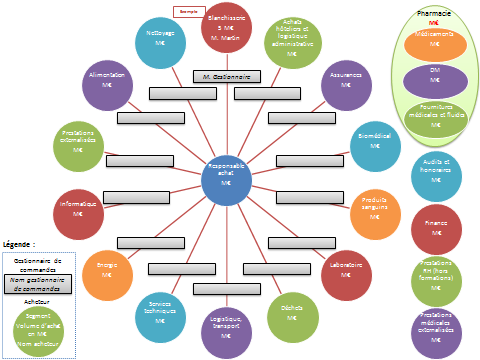 Exemple
Blanchisserie
5 M€
M. Martin
Achats
hôteliers et
logistique
administrative
M€
Assurances
M€
Biomédical
M€
Produits
sanguins
M€
Laboratoire
M€
Déchets
M€
Logistique,
transport
M€
Services
techniques
M€
Energie
M€
Informatique
M€
Prestations
externalisées
M€
Alimentation
M€
Nettoyage
M€
M. Gestionnaire
Responsable
achat
M€
Pharmacie
M€
Médicaments
M€
DM
M€
Fournitures
médicales et fluides
M€
Audits et
honoraires
M€
Finance
M€
Prestations
RH (hors
formations)
M€
Prestations
médicales
externalisées
M€
Légende :
Gestionnaire de
commandes
Nom gestionnaire
de commandes
Acheteur
Segment
Volume d'achat
en M€
Nom acheteur